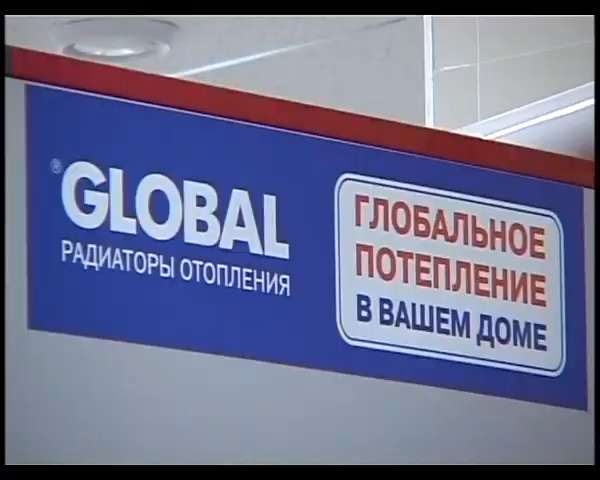 ® GLOBAL
РАДИАТОРЫ ОТОПЛЕНИЯ
ГЛОБАЛЬНОЕ
ПОТЕПЛЕНИЕ
В ВАШЕМ ДОМЕ